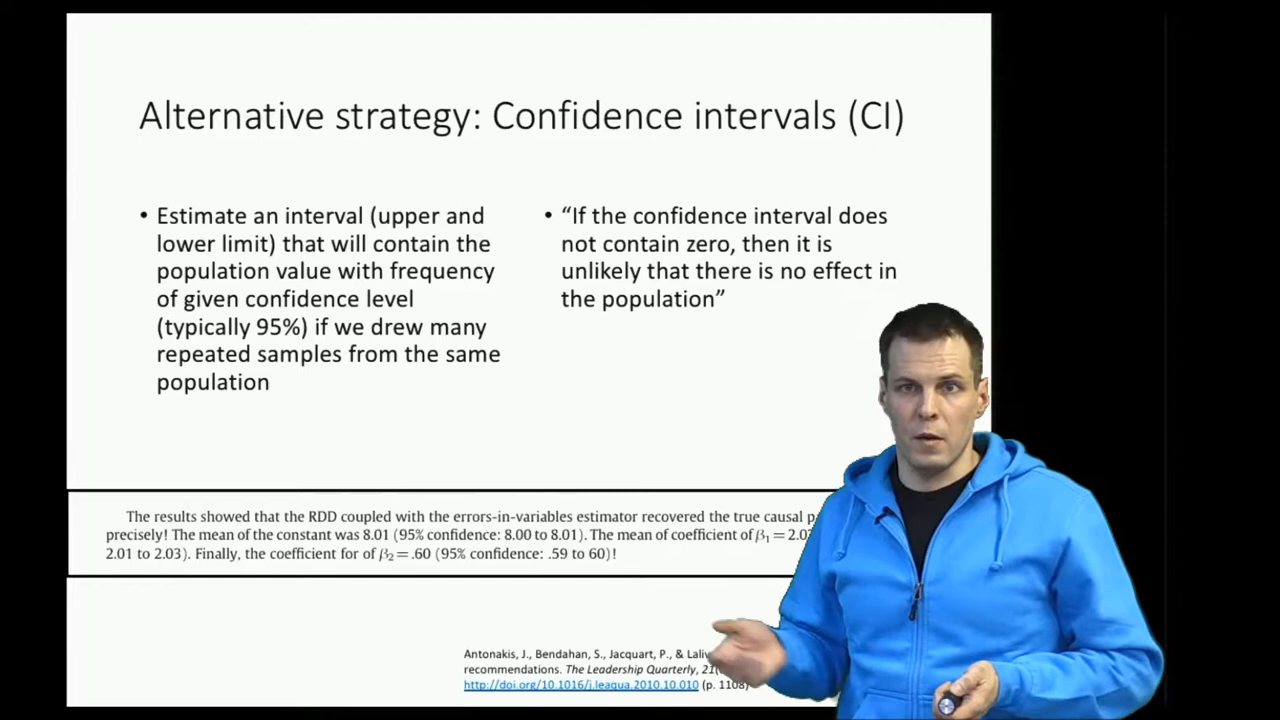 Alternative strategy: Confidence intervals (CI)
• Estimate an interval (upper and
lower limit) that will contain the
population value with frequency
of given confidence level
(typically 95%) if we drew many
repeated samples from the same
population
• “If the confidence interval does
not contain zero, then it is
unlikely that there is no effect in
the population”
The results showed that the RDD coupled with the errors-in-variables estimator recovered the true causal
precisely! The mean of the constant was 8.01 (95% confidence: 8.00 to 8.01). The mean of coefficient of β₁ =
2.01 to 2.03). Finally, the coefficient for of β₂ = .60 (95% confidence: .59 to 60)!
Antonakis, J., Bendahan, S., Jacquart, P., &
recommendations. The Leadership Quarterly,
http://doi.org/10.1016/j.leaqua.2010.10.010 (p. 1108)